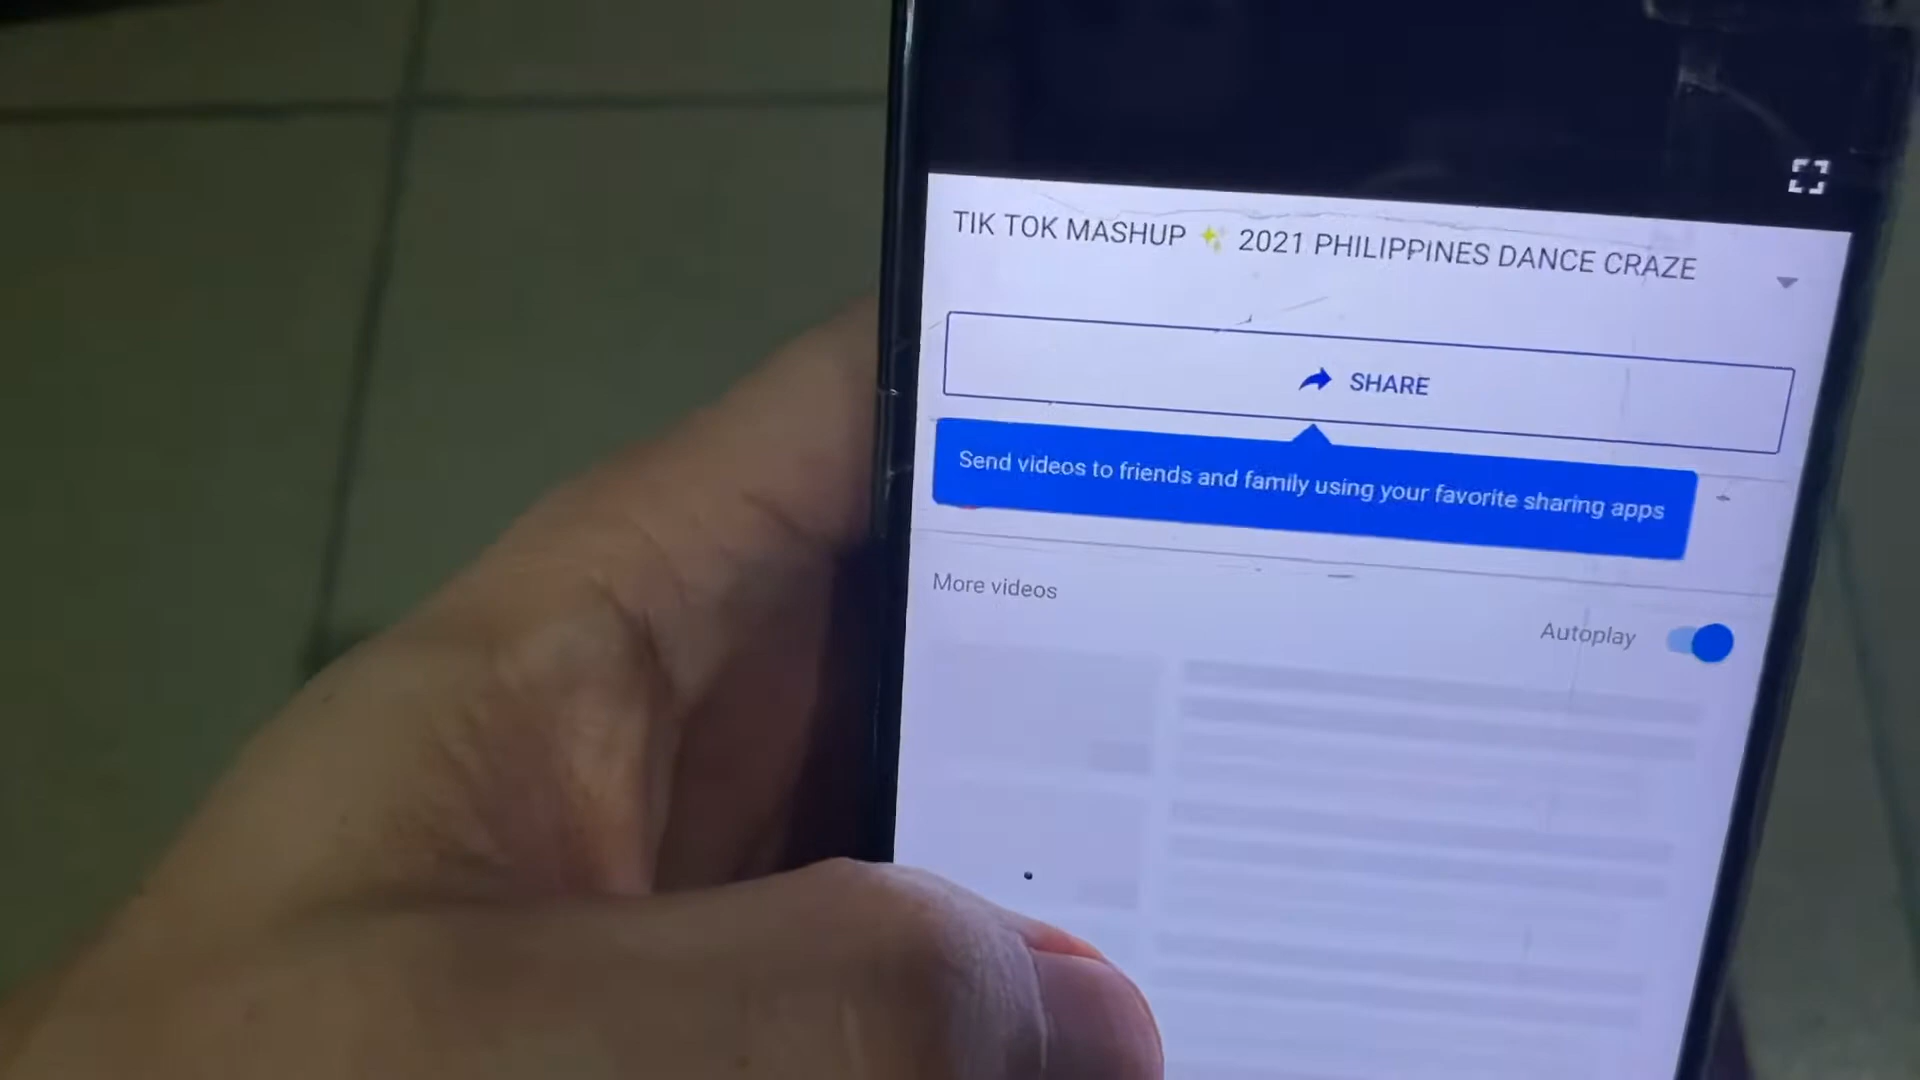 TIK TOK MASHUP ✨ 2021 PHILIPPINES DANCE CRAZE
SHARE
Send videos to friends and family using your favorite sharing apps
More videos
Autoplay